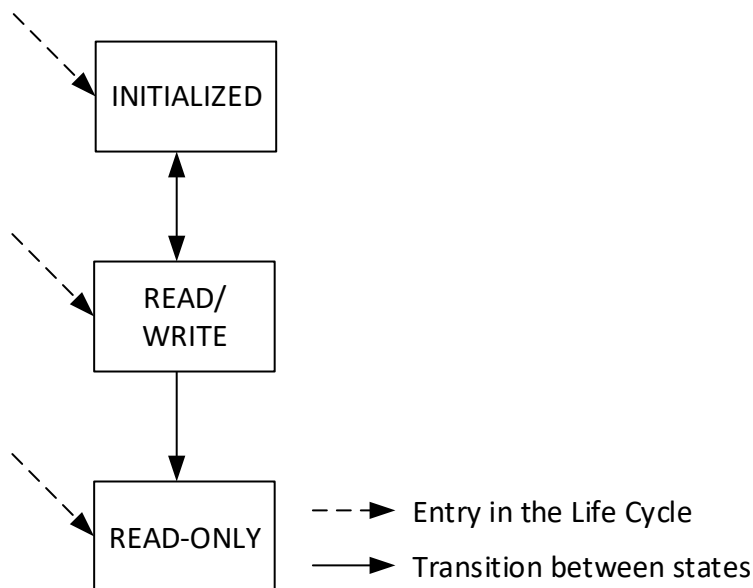 INITIALIZED
READ/
WRITE
READ-ONLY
Entry in the Life Cycle
Transition between states